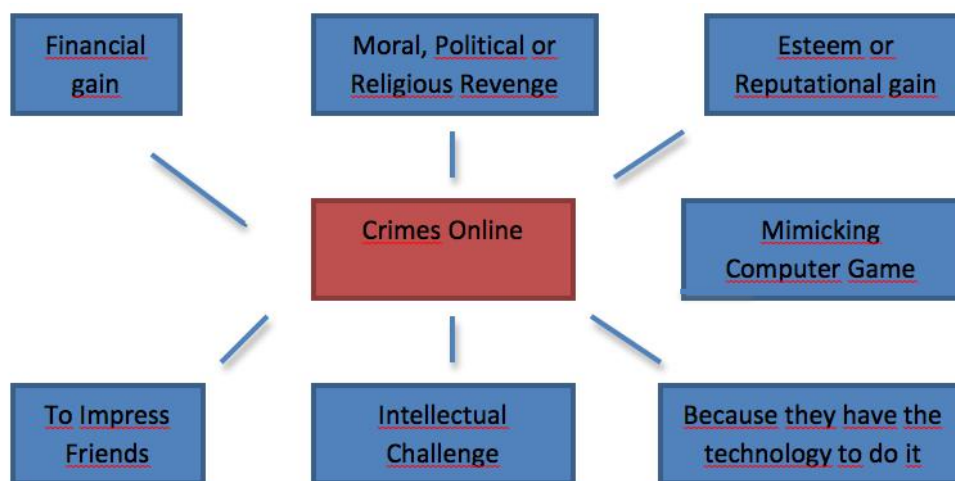 Financial
gain
Moral, Political or
Religious Revenge
Esteem or
Reputational gain
Crimes Online
Mimicking
Computer Game
To Impress
Friends
Intellectual
Challenge
Because they have the
technology to do it